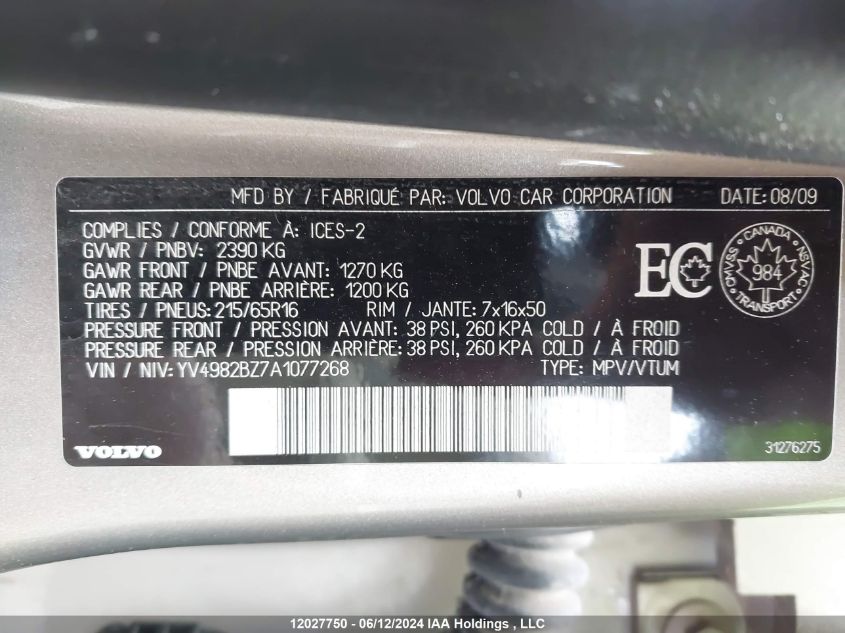 MFD BY / FABRIQUÉ PAR: VOLVO CAR CORPORATION DATE: 08/09
COMPLIES / CONFORME À: ICES-2
GVWR / PNBV: 2390 KG
GAWR FRONT / PNBE AVANT: 1270 KG
GAWR REAR / PNBE ARRIÈRE: 1200 KG
TIRES / PNEUS: 215/65R16 RIM / JANTE: 7x16x50
PRESSURE FRONT / PRESSION AVANT: 38 PSI, 260 KPA COLD / À FROID
PRESSURE REAR / PRESSION ARRIÈRE: 38 PSI, 260 KPA COLD / À FROID
VIN / NIV: YV4982BZ7A1077268 TYPE: MPV/VTUM
EC
CANADA
CMVSS 984 NSVAC
TRANSPORT
VOLVO
31276275
12027750 - 06/12/2024 IAA Holdings , LLC